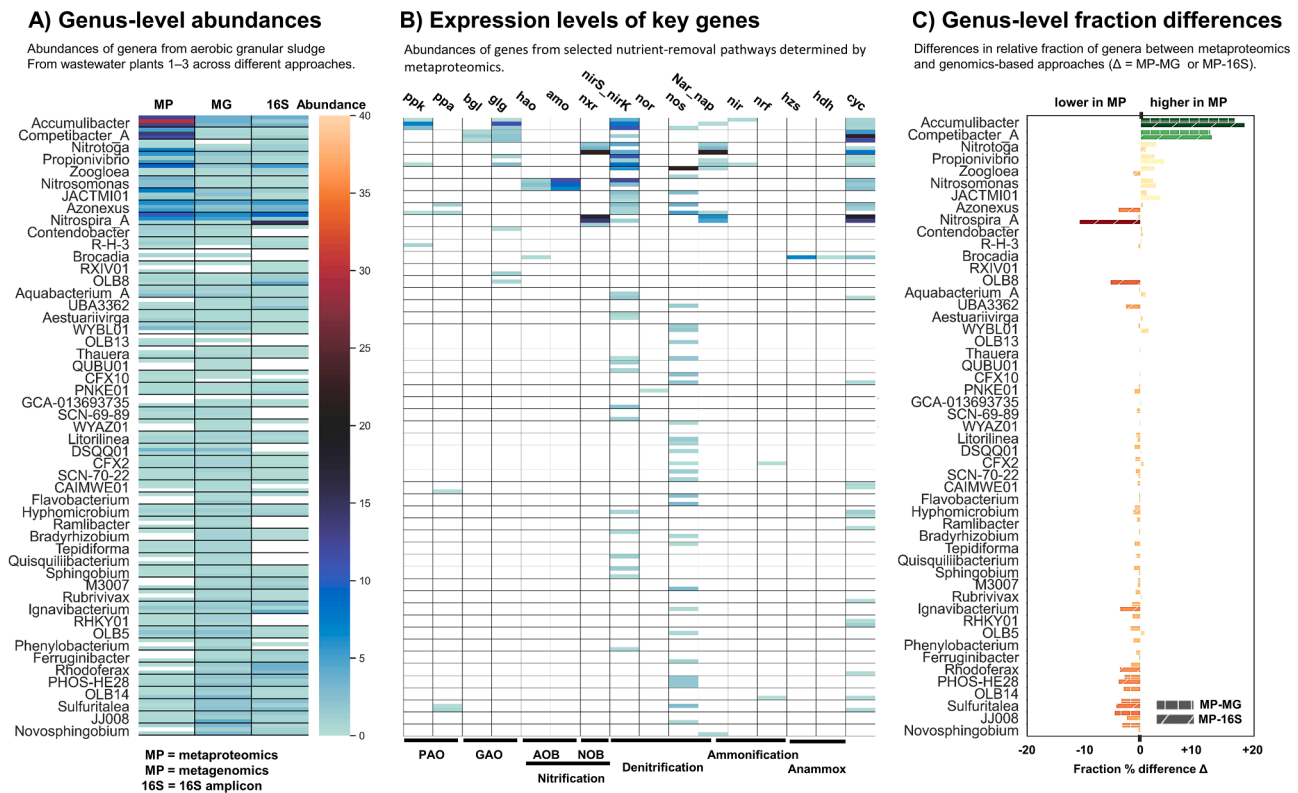 A) Genus-level abundances
Abundances of genera from aerobic granular sludge
From wastewater plants 1–3 across different approaches.
MP MG 16S Abundance
Accumulibacter
Competibacter_A
Nitrotoga
Propionivibrio
Zoogloea
Nitrosomonas
JACTMI01
Azonexus
Nitrospira_A
Contendobacter
R-H-3
Brocadia
RXIV01
OLB8
Aquabacterium_A
UBA3362
Aestuariivirga
WYBL01
OLB13
Thauera
QUBU01
CFX10
PNKE01
GCA-013693735
SCN-69-89
WYAZ01
Litorilinea
DSQQ01
CFX2
SCN-70-22
CAIMWE01
Flavobacterium
Hyphomicrobium
Ramlibacter
Bradyrhizobium
Tepidiforma
Quisquiliibacterium
Sphingobium
M3007
Rubrivivax
Ignavibacterium
RHKY01
OLB5
Phenylobacterium
Ferruginibacter
Rhodoferax
PHOS-HE28
OLB14
Sulfuritalea
JJ008
Novosphingobium
40
35
30
25
20
15
10
5
0
MP = metaproteomics
MP = metagenomics
16S = 16S amplicon
B) Expression levels of key genes
Abundances of genes from selected nutrient-removal pathways determined by
metaproteomics.
ppk ppa bgl glg hao amo nxr nirS_nirK nor nos Nar_nap nir nrf hzs hdh cyc
PAO GAO AOB NOB Denitrification Ammonification Anammox
Nitrification
C) Genus-level fraction differences
Differences in relative fraction of genera between metaproteomics
and genomics-based approaches (Δ = MP-MG or MP-16S).
lower in MP higher in MP
Accumulibacter
Competibacter_A
Nitrotoga
Propionivibrio
Zoogloea
Nitrosomonas
JACTMI01
Azonexus
Nitrospira_A
Contendobacter
R-H-3
Brocadia
RXIV01
OLB8
Aquabacterium_A
UBA3362
Aestuariivirga
WYBL01
OLB13
Thauera
QUBU01
CFX10
PNKE01
GCA-013693735
SCN-69-89
WYAZ01
Litorilinea
DSQQ01
CFX2
SCN-70-22
CAIMWE01
Flavobacterium
Hyphomicrobium
Ramlibacter
Bradyrhizobium
Tepidiforma
Quisquiliibacterium
Sphingobium
M3007
Rubrivivax
Ignavibacterium
RHKY01
OLB5
Phenylobacterium
Ferruginibacter
Rhodoferax
PHOS-HE28
OLB14
Sulfuritalea
JJ008
Novosphingobium
MP-MG
MP-16S
-20 -10 0 +10 +20
Fraction % difference Δ